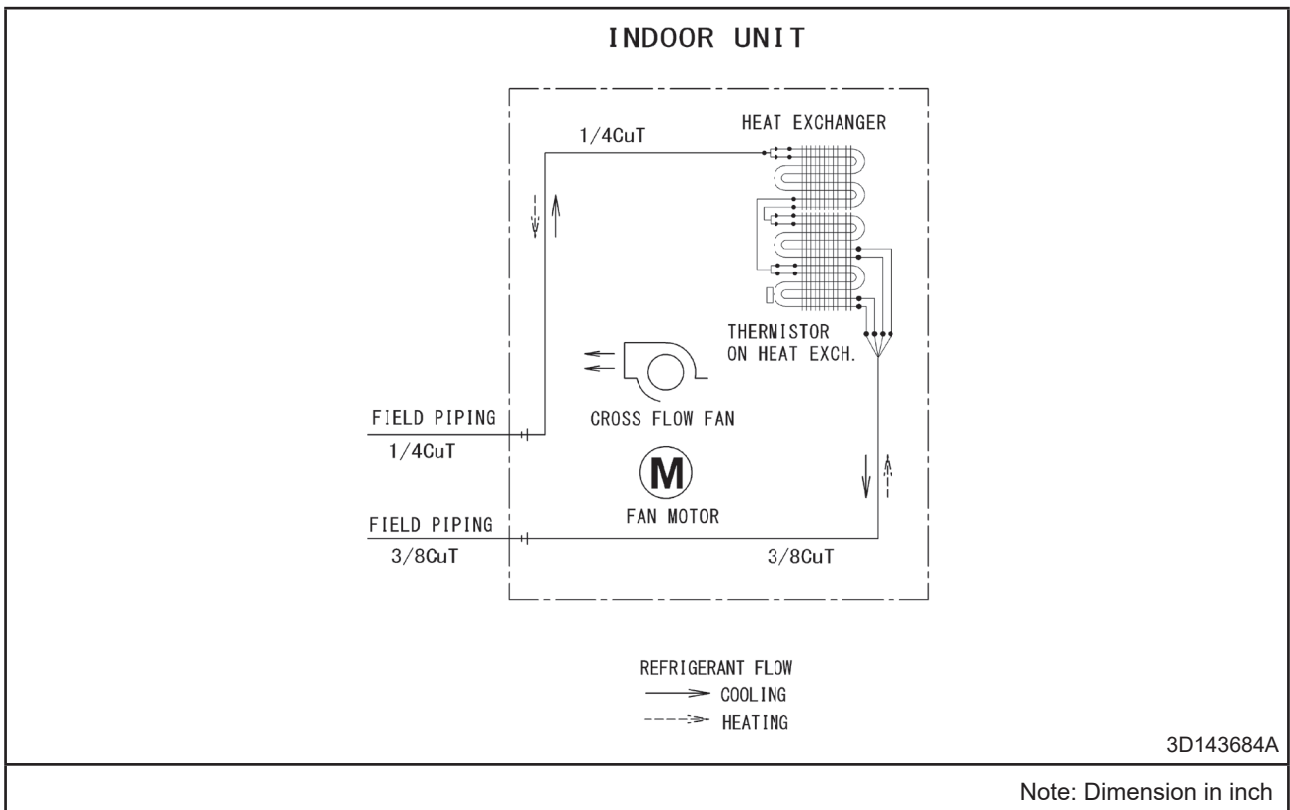 INDOOR UNIT
1/4CuT
HEAT EXCHANGER
THERNISTOR
ON HEAT EXCH.
CROSS FLOW FAN
FIELD PIPING
1/4CuT
M
FAN MOTOR
FIELD PIPING
3/8CuT
3/8CuT
REFRIGERANT FLOW
COOLING
HEATING
3D143684A
Note: Dimension in inch